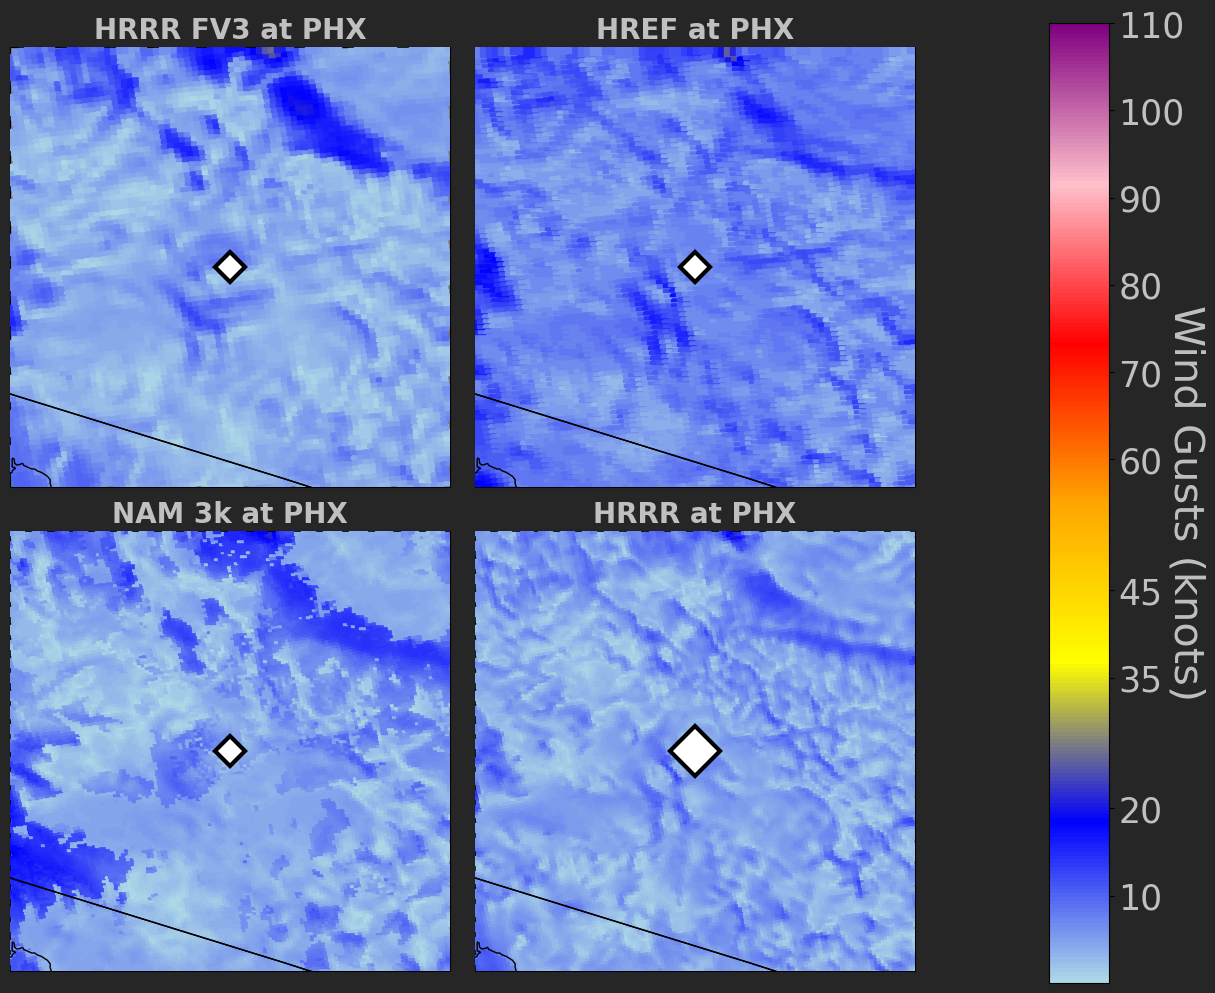 HRRR FV3 at PHX
HREF at PHX
NAM 3k at PHX
HRRR at PHX
110
100
90
80
70
60
45
35
20
10
Wind Gusts (knots)